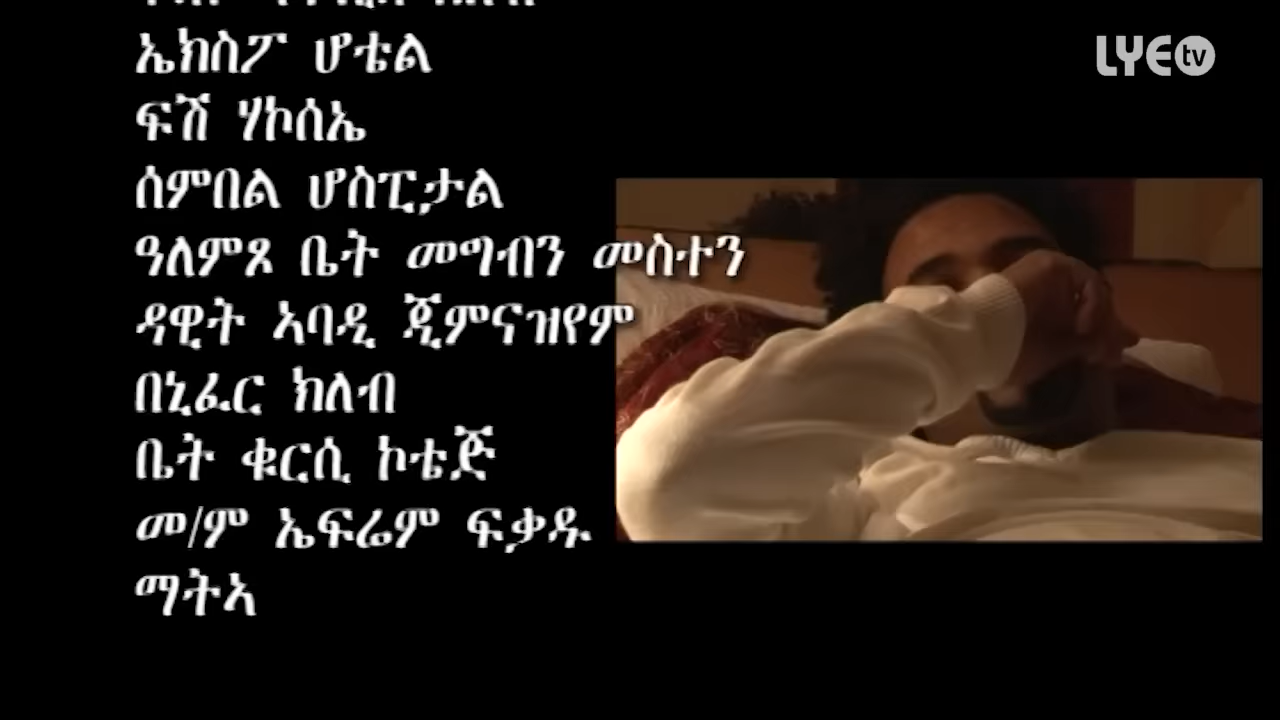 ኤክስፖ ሆቴል
LYE tv
ፍሽ ሃኮሰኤ
ሰምበል ሆስፒታል
ዓለምጾ ቤት መግብን መስተን
ዳዊት ኣባዲ ጂምናዝየም
በኒፈር ክለብ
ቤት ቁርሲ ኮቴጅ
መ/ም ኤፍሬም ፍቃዱ
ማትኣ